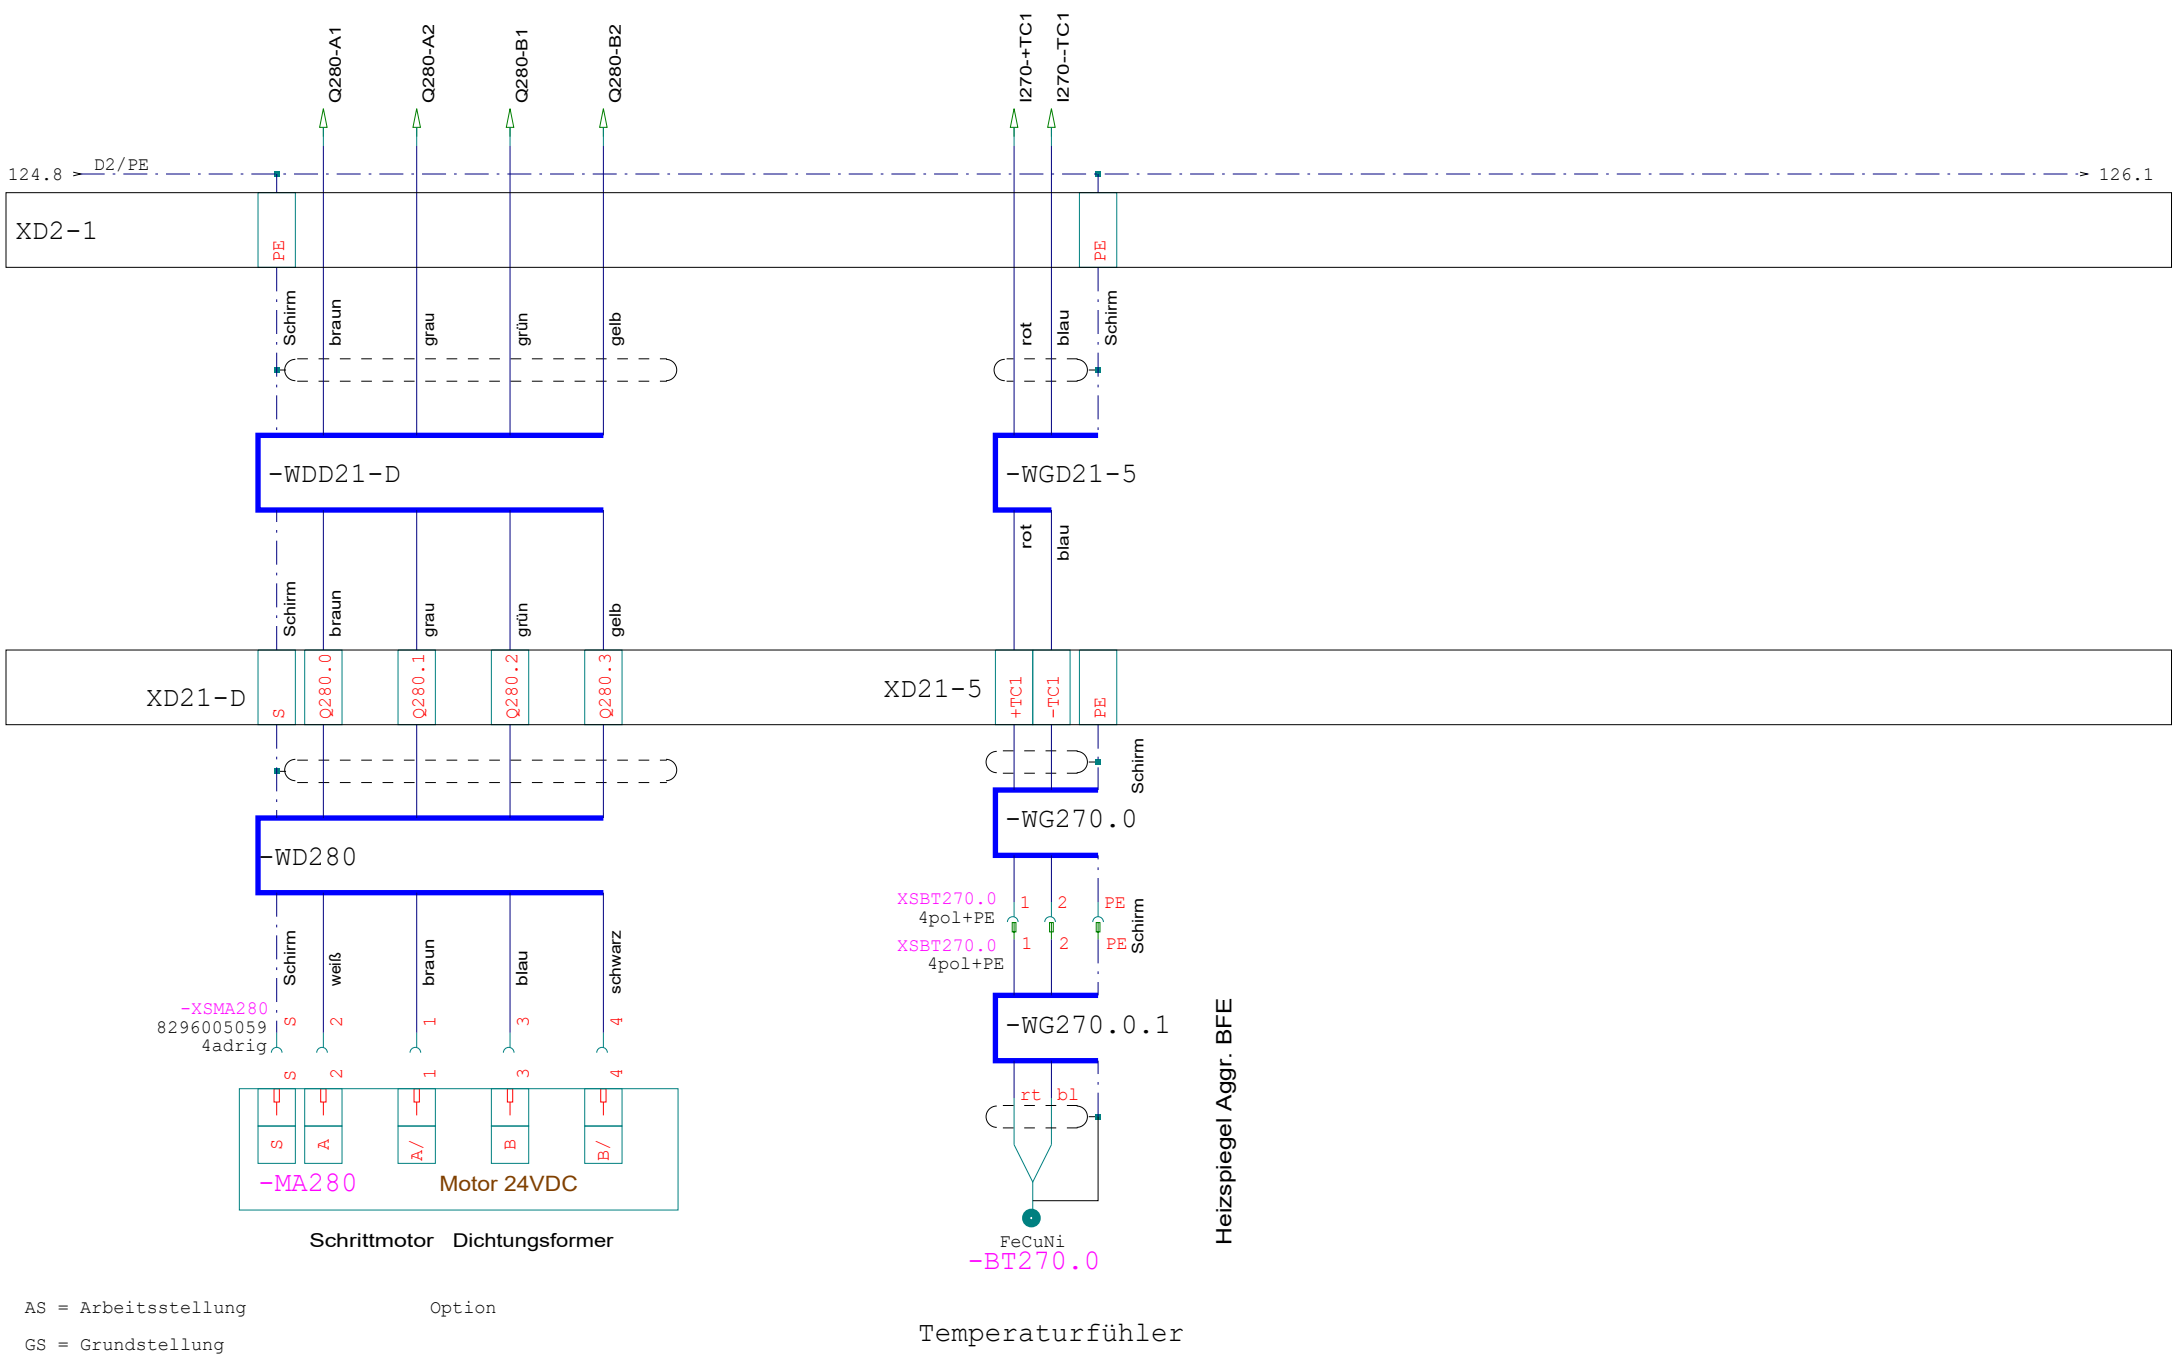 Q280-A1
Q280-A2
Q280-B1
Q280-B2
I270-+TC1
I270--TC1
124.8
D2/PE
126.1
XD2-1
PE
PE
Schirm
braun
grau
grün
gelb
rot
blau
Schirm
-WDD21-D
-WGD21-5
rot
blau
Schirm
braun
grau
grün
gelb
XD21-D
S
Q280.0
Q280.1
Q280.2
Q280.3
XD21-5
+TC1
-TC1
PE
Schirm
-WD280
-WG270.0
XSBT270.0
4pol+PE
1
2
PE
XSBT270.0
4pol+PE
1
2
PE
Schirm
Schirm
weiß
braun
blau
schwarz
-XSMA280
8296005059
4adrig
S
2
1
3
4
S
2
1
3
4
S
A
A/
B
B/
-MA280
Motor 24VDC
Schrittmotor Dichtungsformer
-WG270.0.1
rt
bl
Heizspiegel Aggr. BFE
FeCuNi
-BT270.0
AS = Arbeitsstellung
Option
GS = Grundstellung
Temperaturfühler